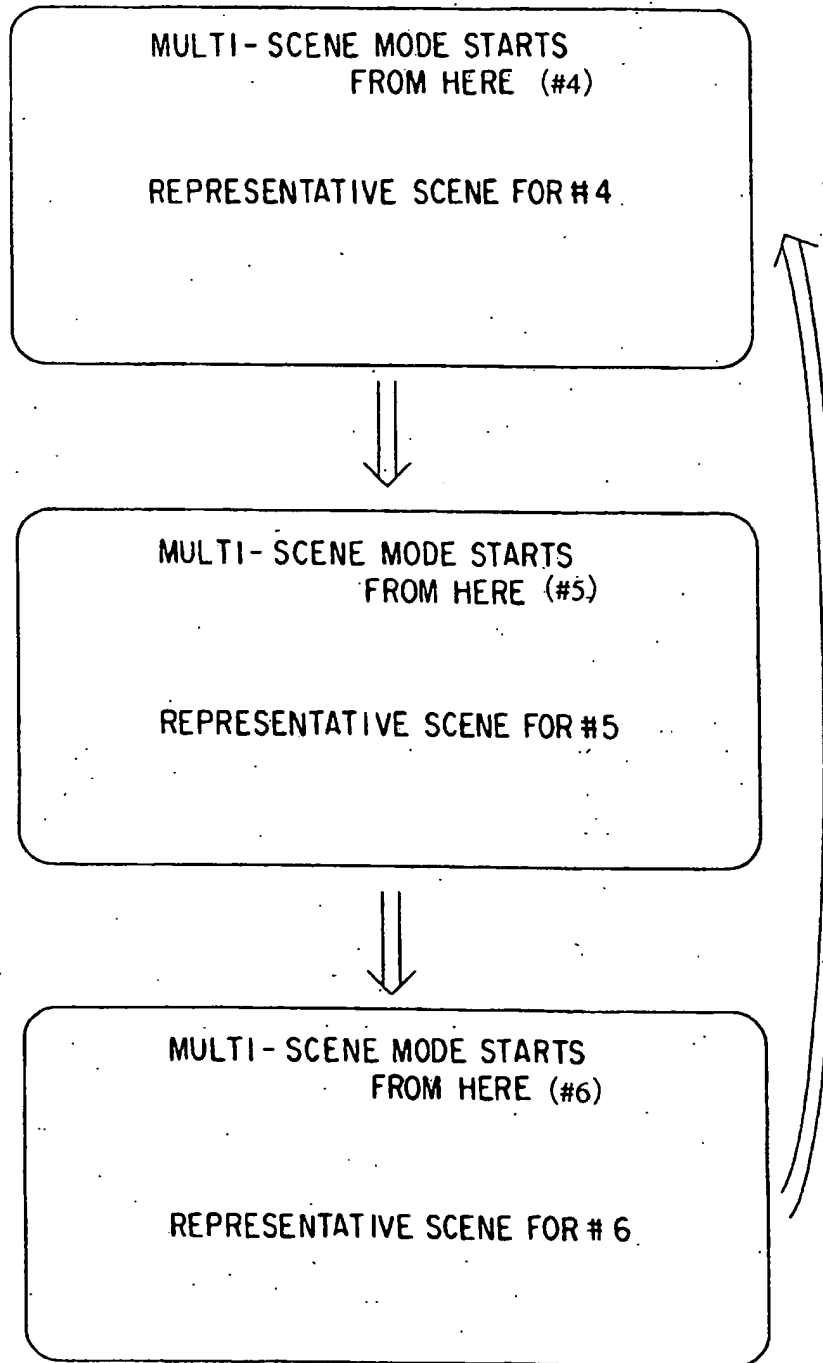 MULTI-SCENE MODE STARTS
FROM HERE (#4)
REPRESENTATIVE SCENE FOR #4
MULTI-SCENE MODE STARTS
FROM HERE (#5)
REPRESENTATIVE SCENE FOR #5
MULTI-SCENE MODE STARTS
FROM HERE (#6)
REPRESENTATIVE SCENE FOR # 6